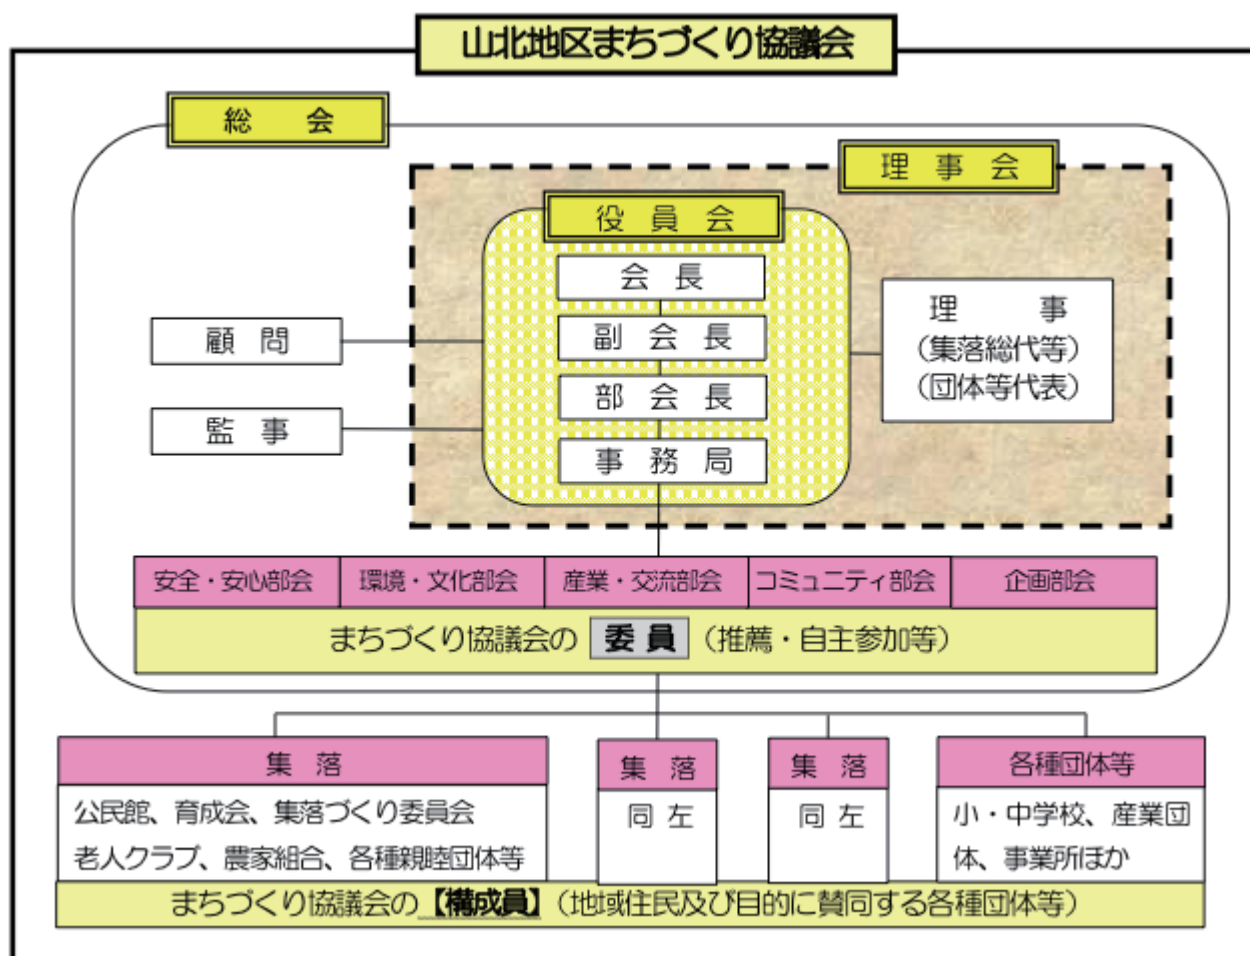 山北地区まちづくり協議会
総 会
理 事 会
役 員 会
会 長
副 会 長
部 会 長
事 務 局
顧 問
監 事
理 事
（集落総代等）
（団体等代表）
安全・安心部会
環境・文化部会
産業・交流部会
コミュニティ部会
企画部会
まちづくり協議会の 委 員 （推薦・自主参加等）
集 落
公民館、育成会、集落づくり委員会
老人クラブ、農家組合、各種親睦団体等
集 落
同 左
集 落
同 左
各種団体等
小・中学校、産業団
体、事業所ほか
まちづくり協議会の【構成員】（地域住民及び目的に賛同する各種団体等）